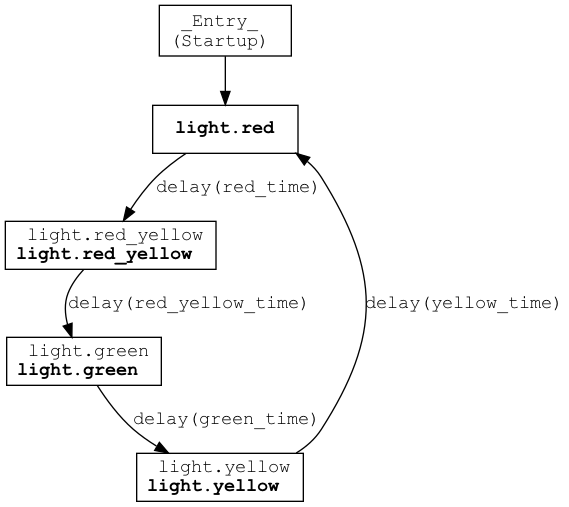 _Entry_
(Startup)
light.red
delay(red_time)
light.red_yellow
light.red_yellow
delay(red_yellow_time)
delay(yellow_time)
light.green
light.green
delay(green_time)
light.yellow
light.yellow